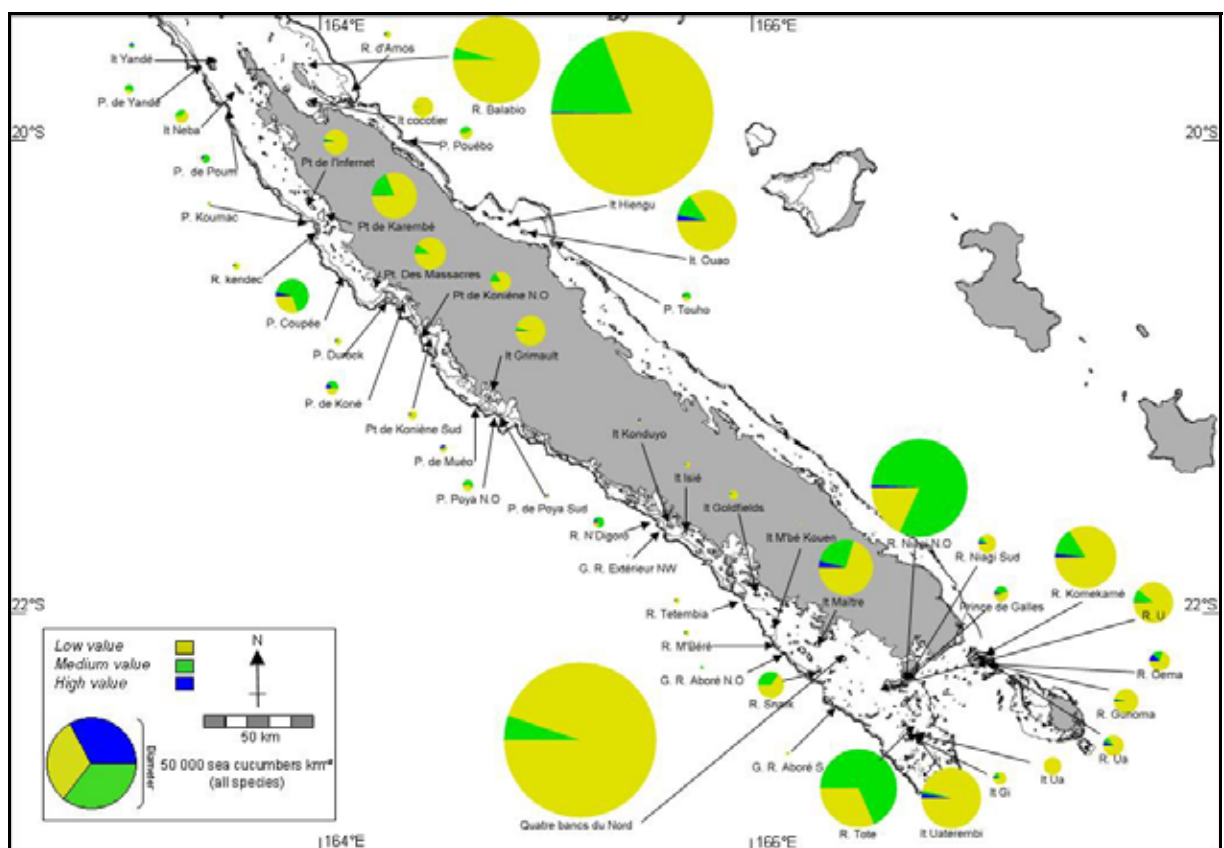 164°E
166°E
R. d'Amos
It Yandé
R. Balabio
P. de Yandé
It cocotier
20°S
20°S
It Neba
P. Pouébo
P. de Poum
Pt de l'Infernet
It Hiengu
P. Koumac
Pt de Karembé
It. Ouao
R. kendec
Pt. Des Massacres
Pt de Koniène N.O
P. Touho
P. Coupée
P. Durock
It Grimault
P. de Koné
Pt de Koniène Sud
It Konduyo
P. de Muéo
It Isié
P. Poya N.O
P. de Poya Sud
It Goldfields
R. N'Digoro
It M'bé Kouen
R. Niagi N.O
R. Niagi Sud
G. R. Extérieur NW
R. Komekamé
It Maitre
Prince de Galles
22°S
22°S
R. Tetembia
R. U
R. M'Béré
R. Oema
G. R. Aboré N.O
R. Snark
R. Gunoma
R. Ua
G. R. Aboré S.
It Ua
It Gi
Quatre bancs du Nord
R. Tote
It Uaterembi
164°E
166°E
Low value
Medium value
High value
N
50 km
Diameter
50 000 sea cucumbers km⁻²
(all species)